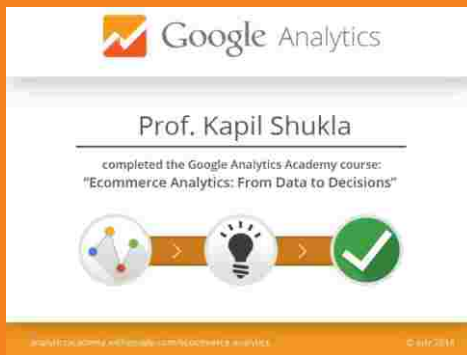 Google Analytics
Prof. Kapil Shukla
completed the Google Analytics Academy course:
"Ecommerce Analytics: From Data to Decisions"